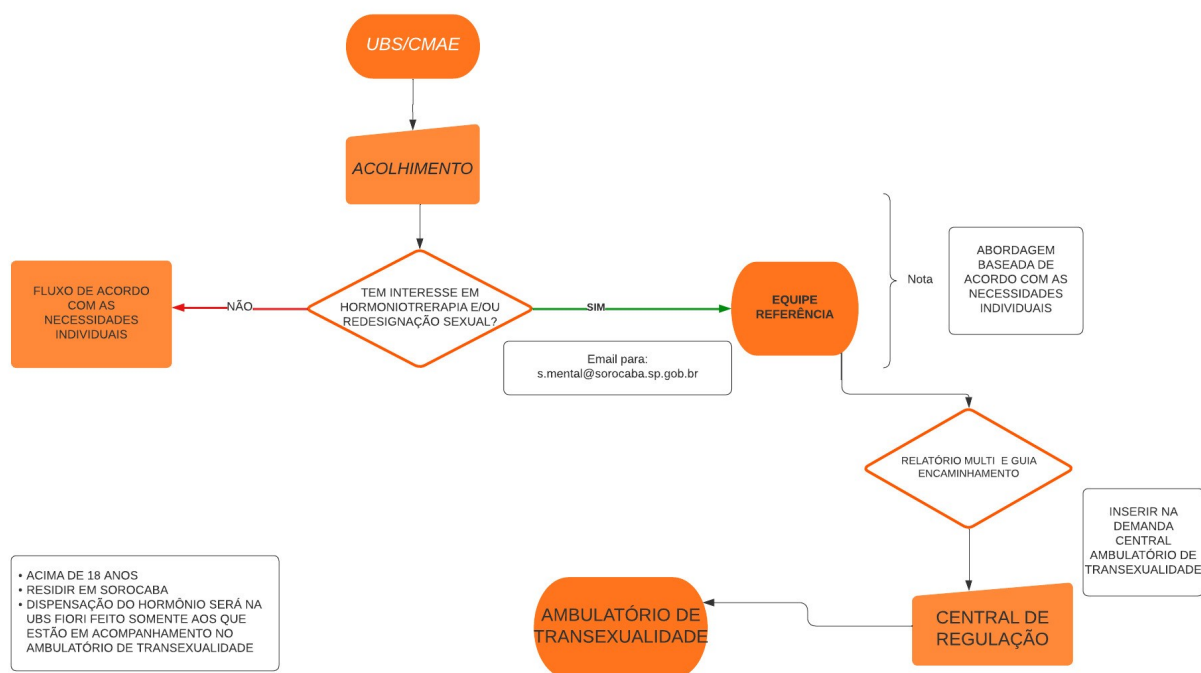 UBS/CMAE
ACOLHIMENTO
TEM INTERESSE EM
HORMONIOTRERAPIA E/OU
REDESIGNAÇÃO SEXUAL?
NÃO
FLUXO DE ACORDO
COM AS
NECESSIDADES
INDIVIDUAIS
SIM
Email para:
s.mental@sorocaba.sp.gob.br
EQUIPE
REFERÊNCIA
Nota
ABORDAGEM
BASEADA DE
ACORDO COM AS
NECESSIDADES
INDIVIDUAIS
RELATÓRIO MULTI E GUIA
ENCAMINHAMENTO
INSERIR NA
DEMANDA
CENTRAL
AMBULATÓRIO DE
TRANSEXUALIDADE
CENTRAL DE
REGULAÇÃO
AMBULATÓRIO DE
TRANSEXUALIDADE
• ACIMA DE 18 ANOS
• RESIDIR EM SOROCABA
• DISPENSAÇÃO DO HORMÔNIO SERÁ NA
UBS FIORI FEITO SOMENTE AOS QUE
ESTÃO EM ACOMPANHAMENTO NO
AMBULATÓRIO DE TRANSEXUALIDADE